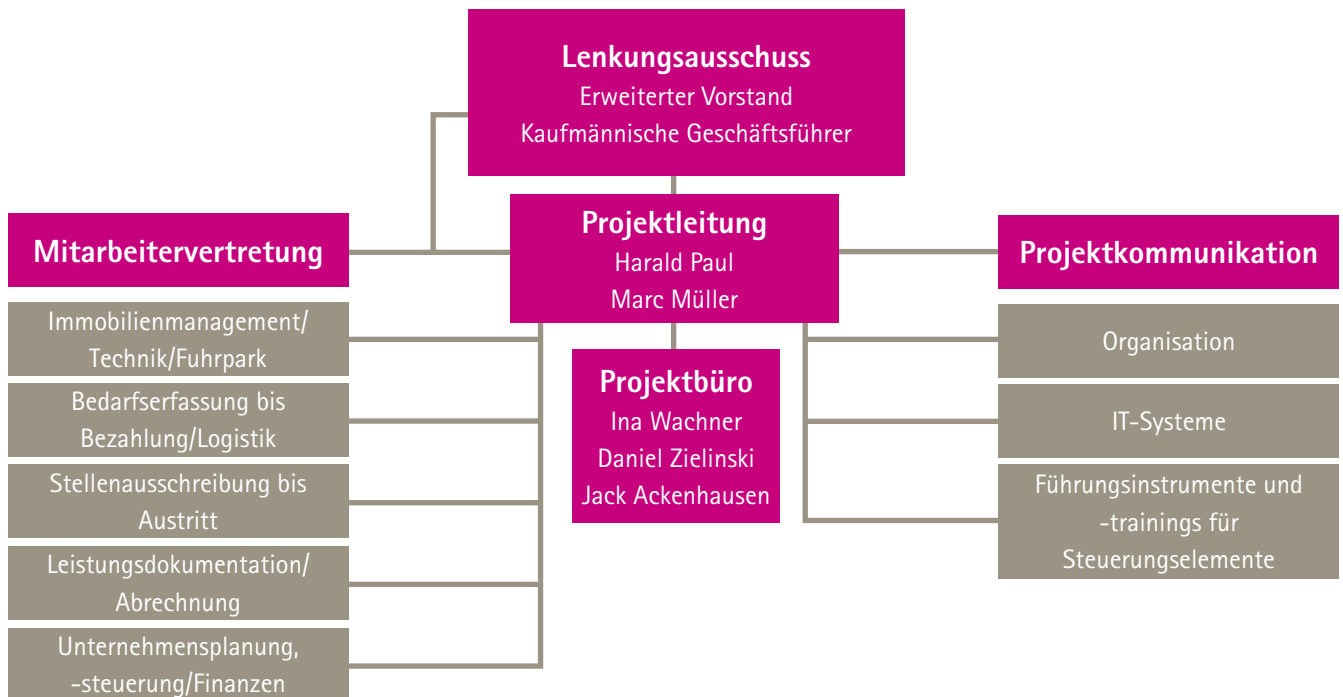 Lenkungsausschuss
Erweiterter Vorstand
Kaufmännische Geschäftsführer
Projektleitung
Harald Paul
Marc Müller
Mitarbeitervertretung
Immobilienmanagement/
Technik/Fuhrpark
Bedarfserfassung bis
Bezahlung/Logistik
Stellenausschreibung bis
Austritt
Leistungsdokumentation/
Abrechnung
Unternehmensplanung,
-steuerung/Finanzen
Projektbüro
Ina Wachner
Daniel Zielinski
Jack Ackenhausen
Projektkommunikation
Organisation
IT-Systeme
Führungsinstrumente und
-trainings für
Steuerungselemente